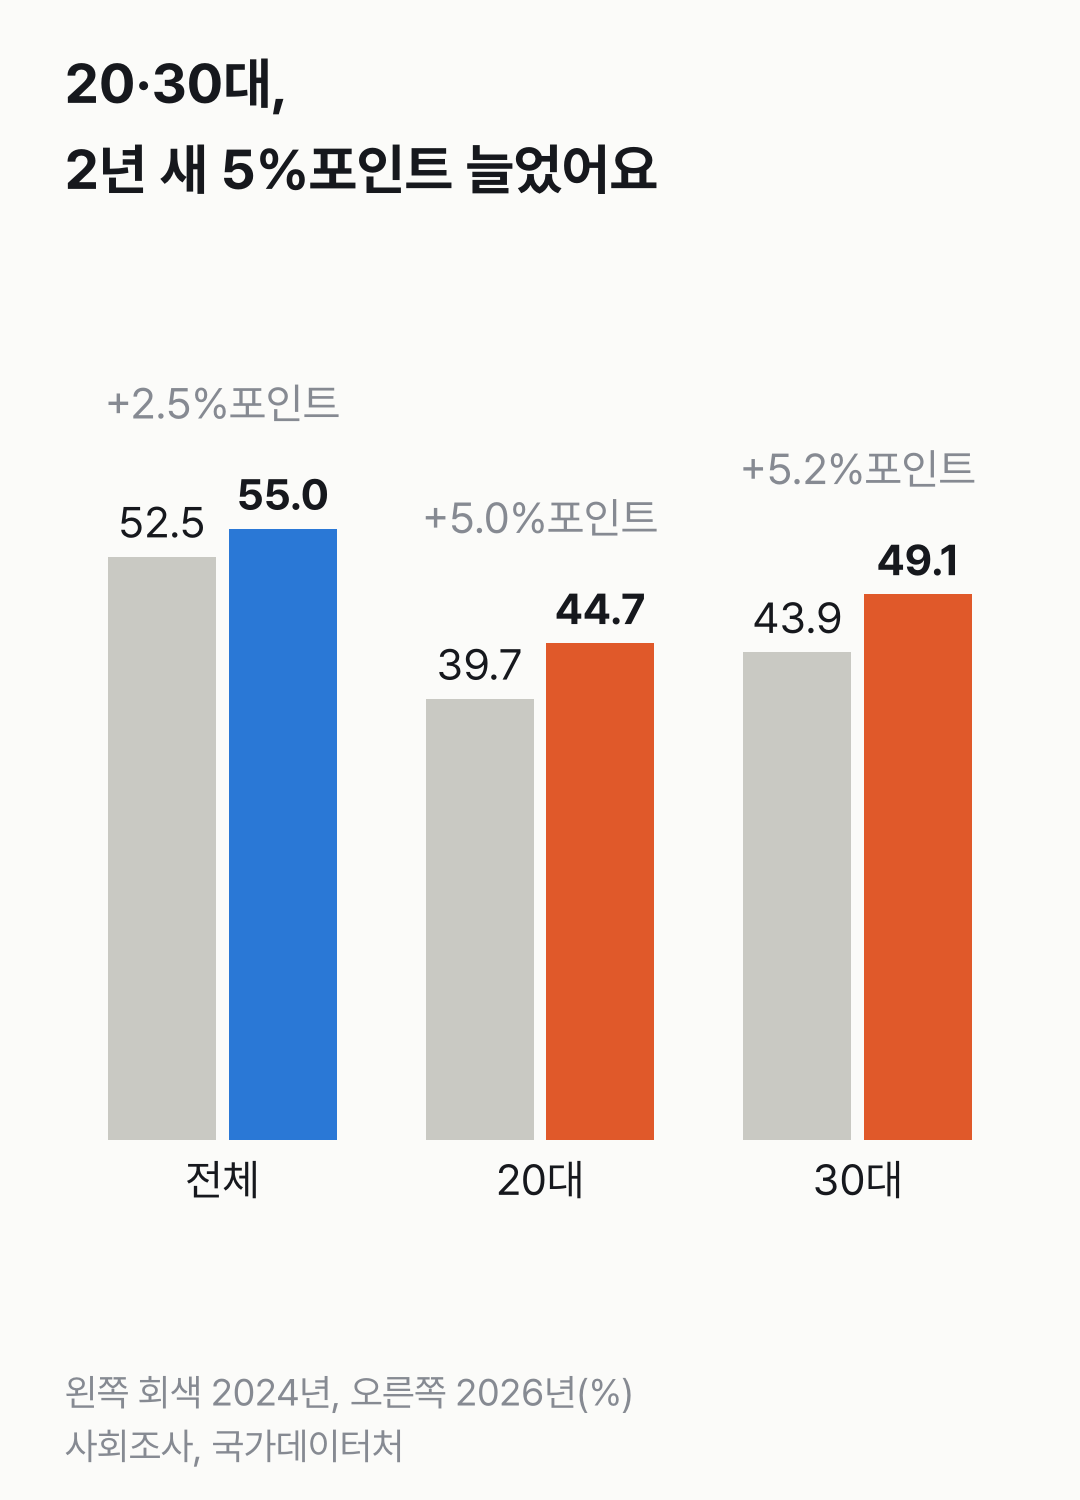 20·30대,
2년 새 5%포인트 늘었어요
+2.5%포인트
52.5
55.0
+5.0%포인트
39.7
44.7
+5.2%포인트
43.9
49.1
전체
20대
30대
왼쪽 회색 2024년, 오른쪽 2026년(%)
사회조사, 국가데이터처